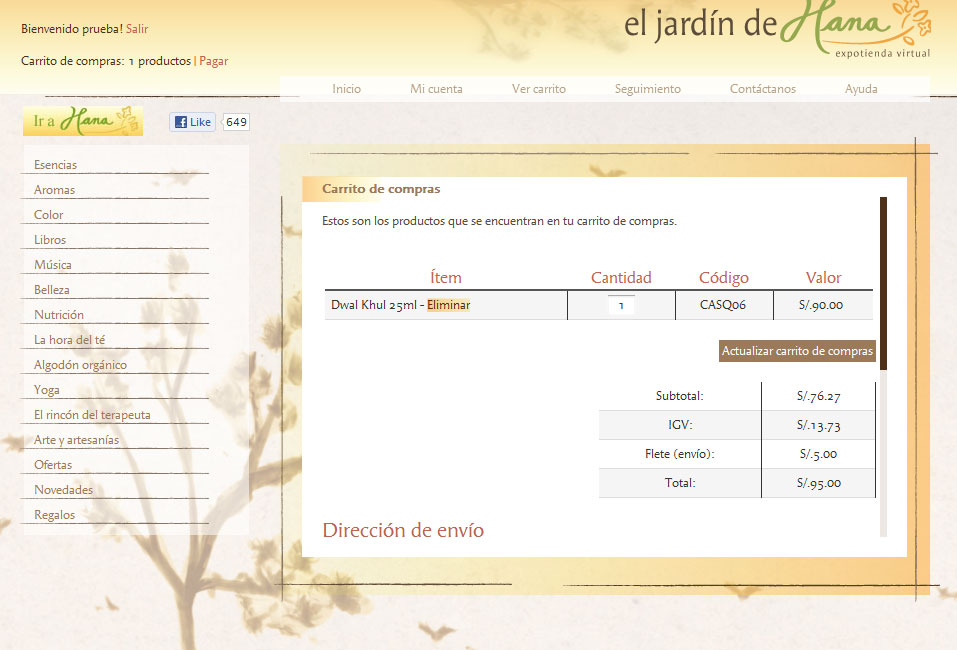 Bienvenido prueba! Salir
Carrito de compras: 1 productos | Pagar
el jardín de Hana
expotienda virtual
Inicio Mi cuenta Ver carrito Seguimiento Contáctanos Ayuda
Ir a Hana
Like 649
Esencias
Aromas
Color
Libros
Música
Belleza
Nutrición
La hora del té
Algodón orgánico
Yoga
El rincón del terapeuta
Arte y artesanías
Ofertas
Novedades
Regalos
Carrito de compras
Estos son los productos que se encuentran en tu carrito de compras.
Ítem Cantidad Código Valor
Dwal Khul 25ml - Eliminar 1 CASQ06 S/.90.00
Actualizar carrito de compras
Subtotal: S/.76.27
IGV: S/.13.73
Flete (envío): S/.5.00
Total: S/.95.00
Dirección de envío